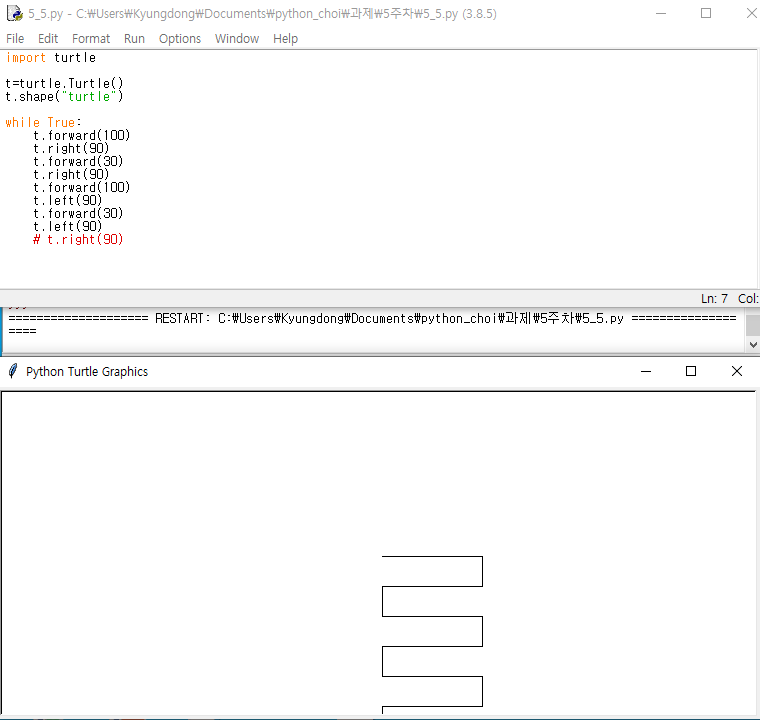 5_5.py - C:₩Users₩Kyungdong₩Documents₩python_choi₩과제₩5주차₩5_5.py (3.8.5)
File Edit Format Run Options Window Help
import turtle
t=turtle.Turtle()
t.shape("turtle")
while True:
    t.forward(100)
    t.right(90)
    t.forward(30)
    t.right(90)
    t.forward(100)
    t.left(90)
    t.forward(30)
    t.left(90)
    # t.right(90)
Ln: 7 Col:
==================== RESTART: C:₩Users₩Kyungdong₩Documents₩python_choi₩과제₩5주차₩5_5.py ===============
====
Python Turtle Graphics